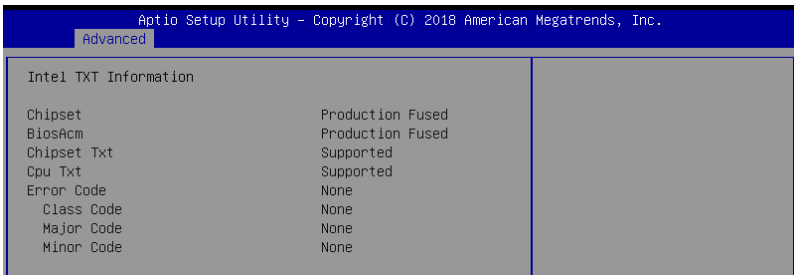 Aptio Setup Utility – Copyright (C) 2018 American Megatrends, Inc.
Advanced
Intel TXT Information
Chipset Production Fused
BiosAcm Production Fused
Chipset Txt Supported
Cpu Txt Supported
Error Code None
Class Code None
Major Code None
Minor Code None